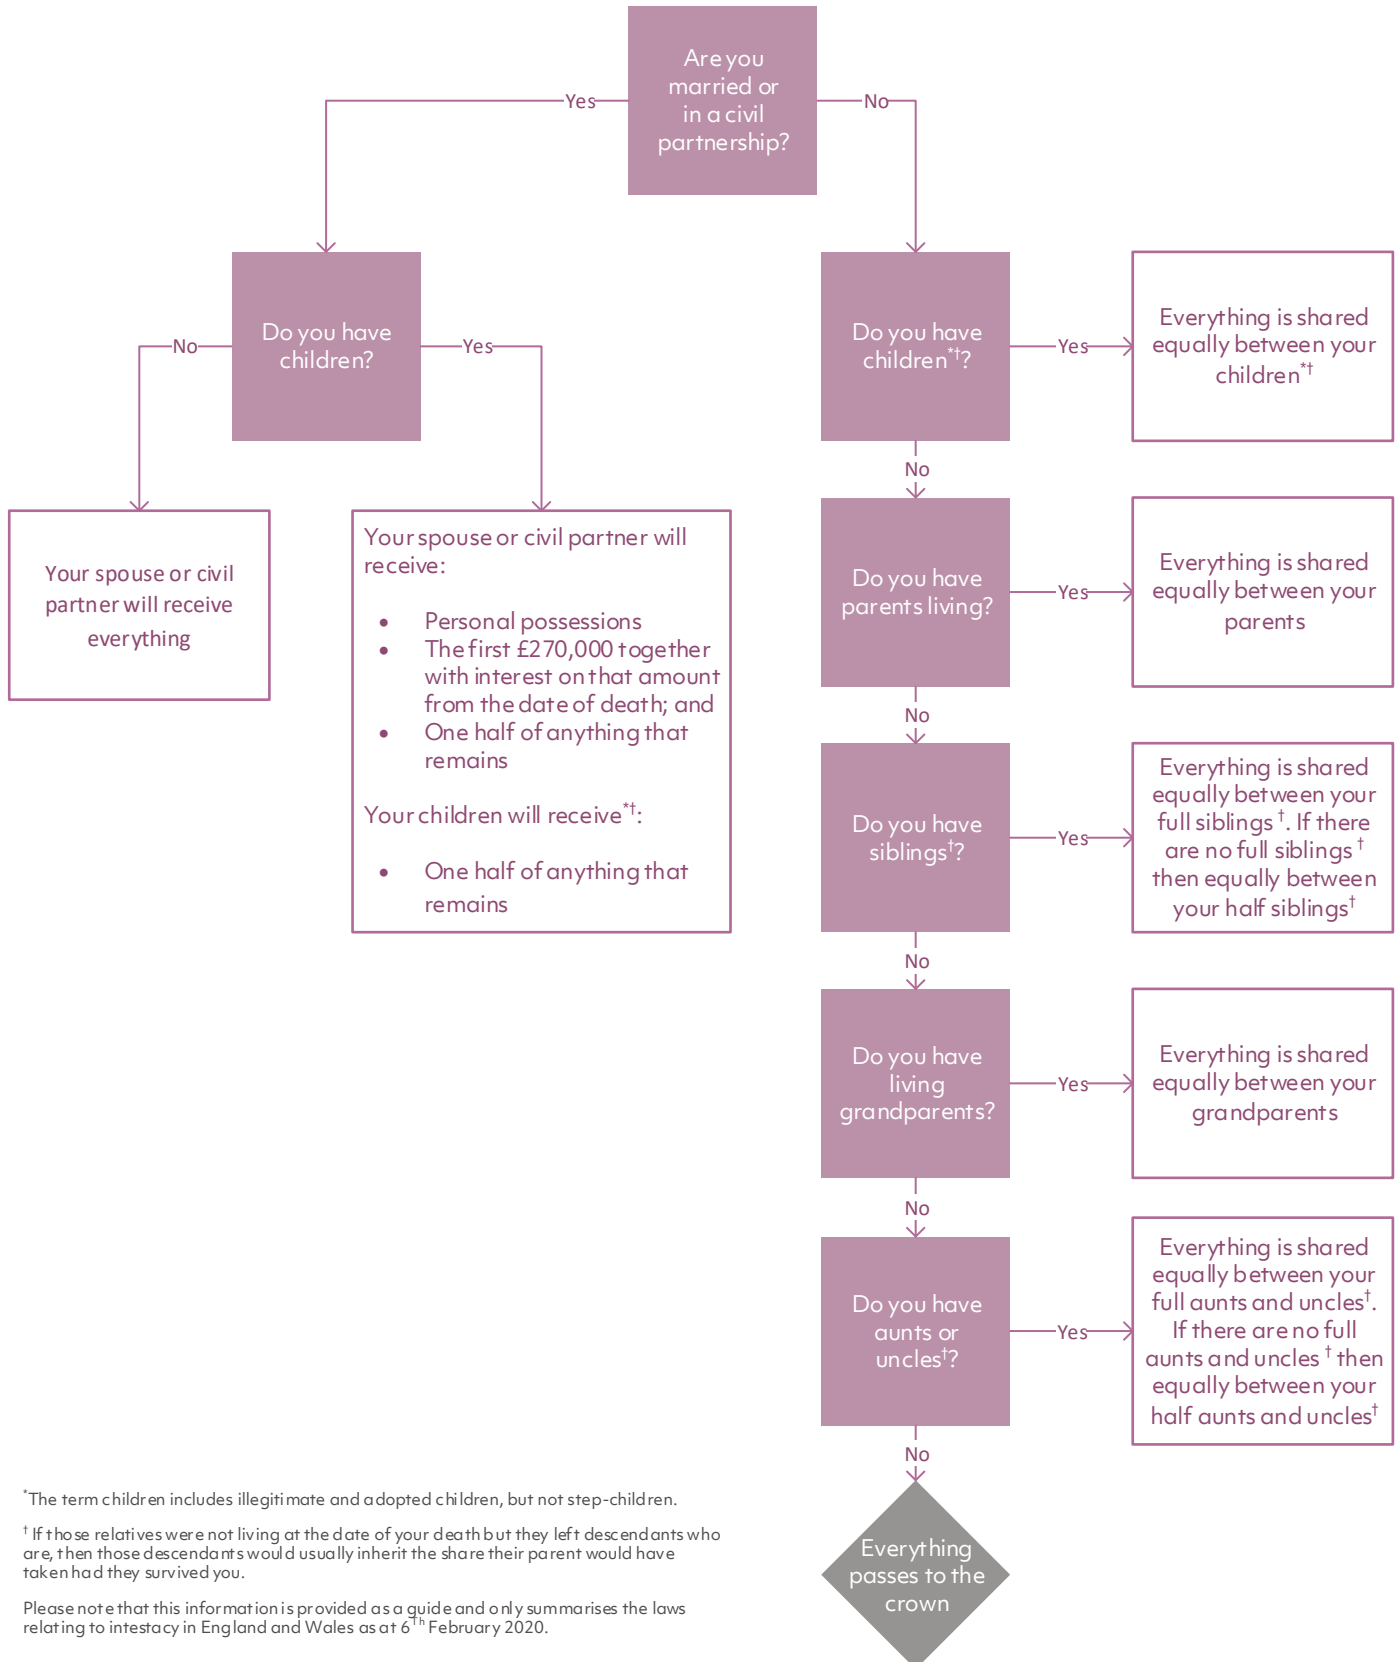 Are you
married or
in a civil
partnership?
Yes
No
Do you have
children?
No
Yes
Your spouse or civil
partner will receive
everything
Your spouse or civil partner will
receive:
• Personal possessions
• The first £270,000 together
with interest on that amount
from the date of death; and
• One half of anything that
remains
Your children will receive*†:
• One half of anything that
remains
Do you have
children*†?
Yes
Everything is shared
equally between your
children*†
No
Do you have
parents living?
Yes
Everything is shared
equally between your
parents
No
Do you have
siblings†?
Yes
Everything is shared
equally between your
full siblings †. If there
are no full siblings †
then equally between
your half siblings†
No
Do you have
living
grandparents?
Yes
Everything is shared
equally between your
grandparents
No
Do you have
aunts or
uncles†?
Yes
Everything is shared
equally between your
full aunts and uncles†.
If there are no full
aunts and uncles † then
equally between your
half aunts and uncles†
No
Everything
passes to the
crown
*The term children includes illegitimate and adopted children, but not step-children.
† If those relatives were not living at the date of your death but they left descendants who
are, then those descendants would usually inherit the share their parent would have
taken had they survived you.
Please note that this information is provided as a guide and only summarises the laws
relating to intestacy in England and Wales as at 6Th February 2020.